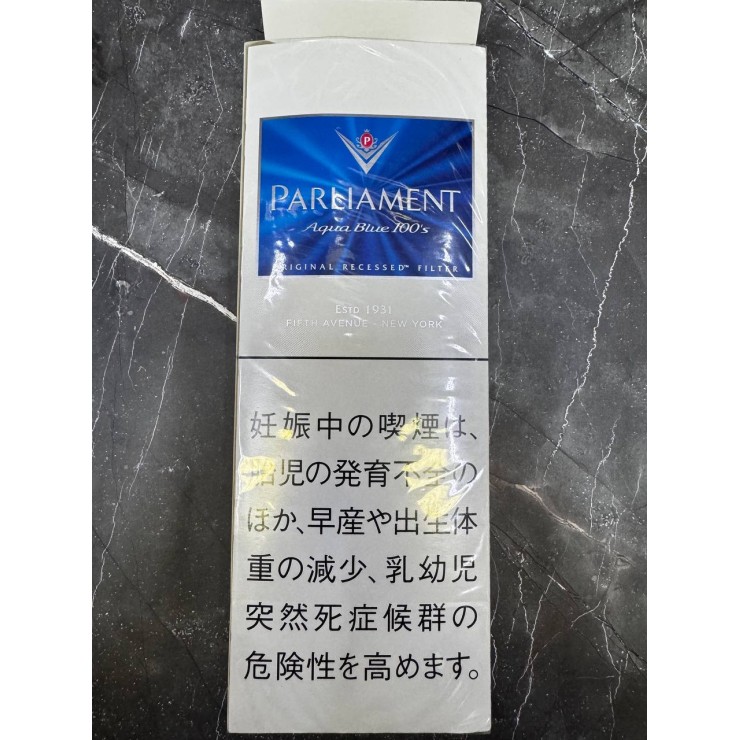 P
PARLIAMENT
Aqua Blue 100's
ORIGINAL RECESSED™ FILTER
ESTD 1931
FIFTH AVENUE - NEW YORK
妊娠中の喫煙は、
胎児の発育不全の
ほか、早産や出生体
重の減少、乳幼児
突然死症候群の
危険性を高めます。